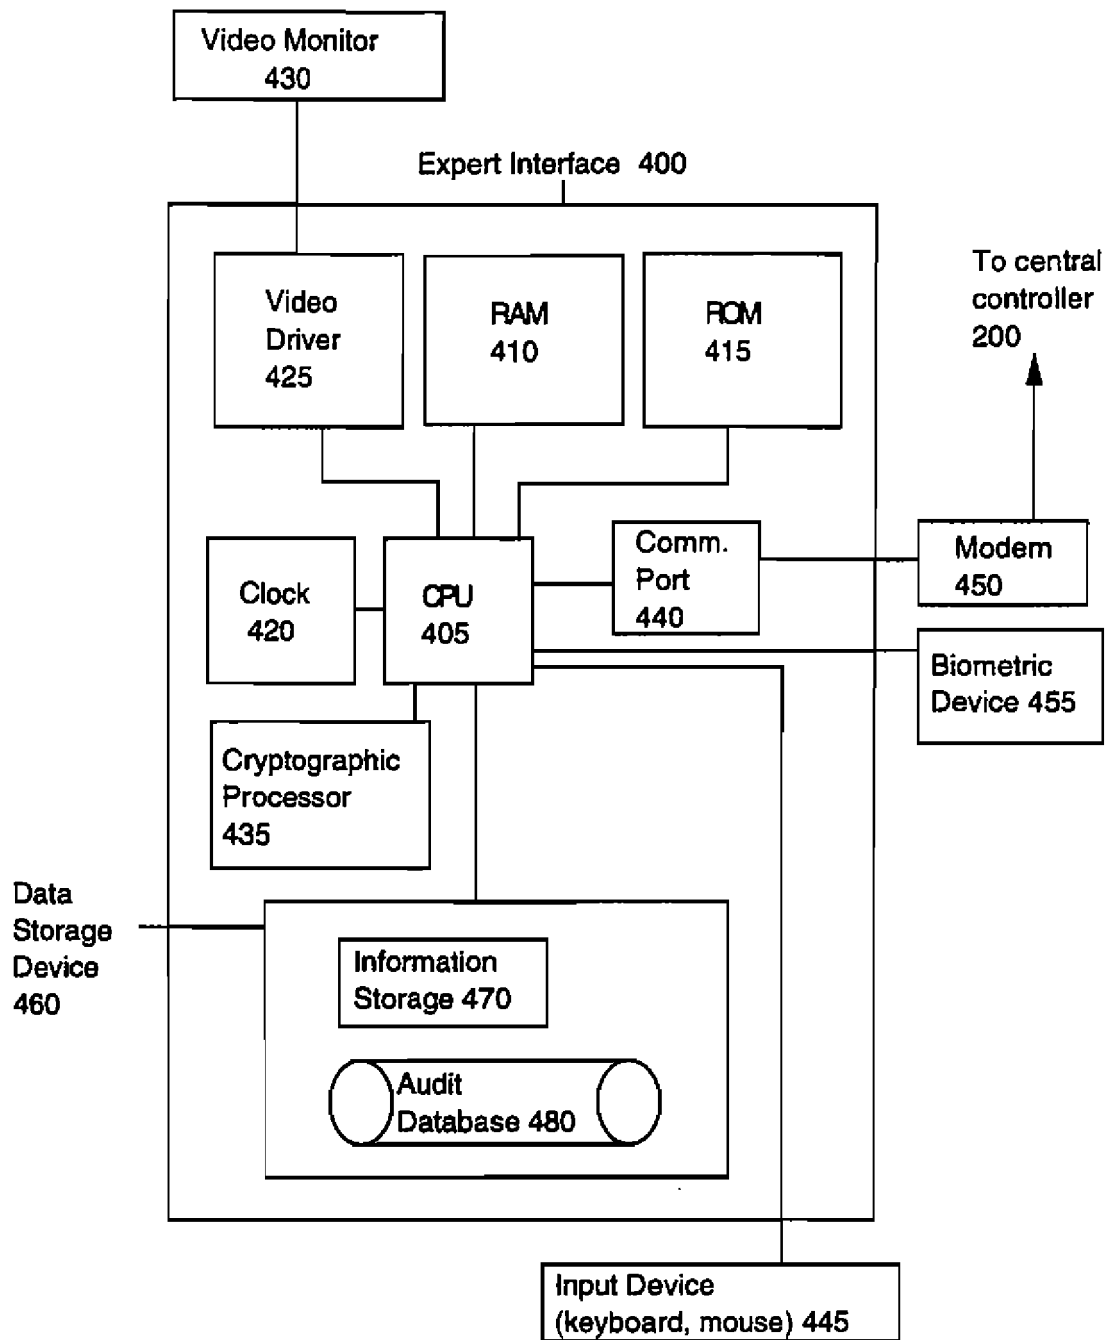 Video Monitor
430
Expert Interface 400
To central
controller
200
Video
Driver
425
RAM
410
ROM
415
Clock
420
CPU
405
Comm.
Port
440
Modem
450
Biometric
Device 455
Cryptographic
Processor
435
Data
Storage
Device
460
Information
Storage 470
Audit
Database 480
Input Device
(keyboard, mouse) 445